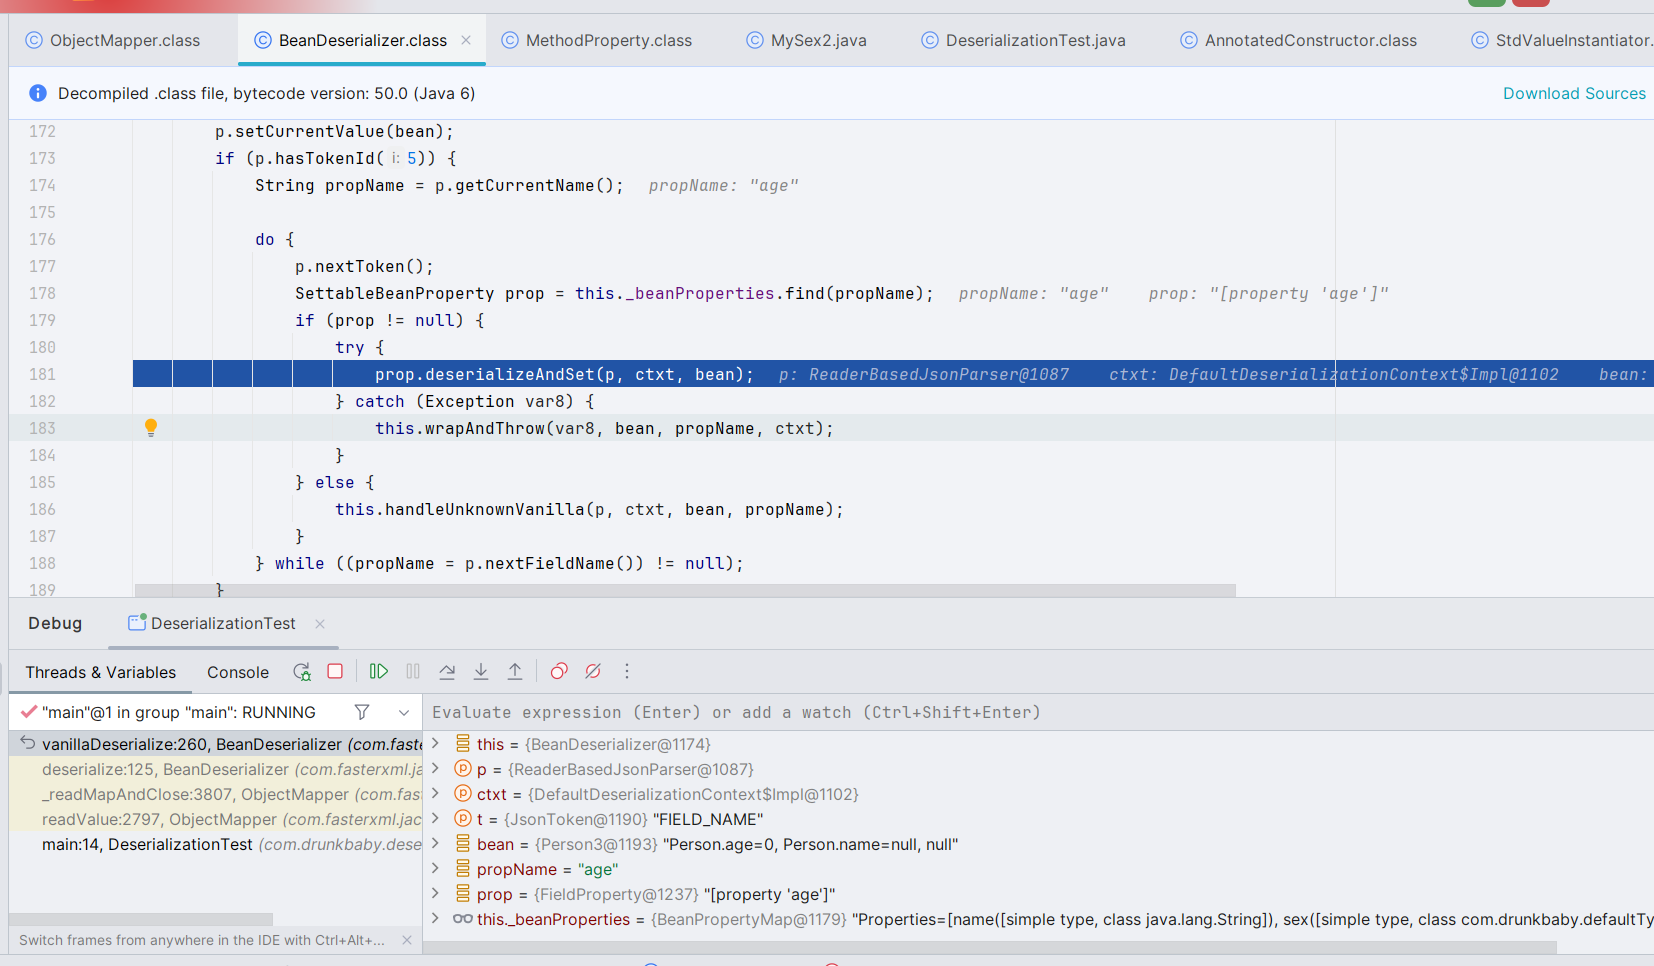 ObjectMapper.class BeanDeserializer.class MethodProperty.class MySex2.java DeserializationTest.java AnnotatedConstructor.class StdValueInstantiator.
Decompiled .class file, bytecode version: 50.0 (Java 6) Download Sources
172 p.setCurrentValue(bean);
173 if (p.hasTokenId( i: 5)) {
174 String propName = p.getCurrentName(); propName: "age"
175
176 do {
177 p.nextToken();
178 SettableBeanProperty prop = this._beanProperties.find(propName); propName: "age" prop: "[property 'age']"
179 if (prop != null) {
180 try {
181 prop.deserializeAndSet(p, ctxt, bean); p: ReaderBasedJsonParser@1087 ctxt: DefaultDeserializationContext$Impl@1102 bean:
182 } catch (Exception var8) {
183 this.wrapAndThrow(var8, bean, propName, ctxt);
184 }
185 } else {
186 this.handleUnknownVanilla(p, ctxt, bean, propName);
187 }
188 } while ((propName = p.nextFieldName()) != null);
189 }
Debug DeserializationTest
Threads & Variables Console
"main"@1 in group "main": RUNNING
Evaluate expression (Enter) or add a watch (Ctrl+Shift+Enter)
vanillaDeserialize:260, BeanDeserializer (com.faste
deserialize:125, BeanDeserializer (com.fasterxml.ja
_readMapAndClose:3807, ObjectMapper (com.fas
readValue:2797, ObjectMapper (com.fasterxml.jac
main:14, DeserializationTest (com.drunkbaby.dese
this = {BeanDeserializer@1174}
p = {ReaderBasedJsonParser@1087}
ctxt = {DefaultDeserializationContext$Impl@1102}
t = {JsonToken@1190} "FIELD_NAME"
bean = {Person3@1193} "Person.age=0, Person.name=null, null"
propName = "age"
prop = {FieldProperty@1237} "[property 'age']"
this._beanProperties = {BeanPropertyMap@1179} "Properties=[name([simple type, class java.lang.String]), sex([simple type, class com.drunkbaby.defaultTy
Switch frames from anywhere in the IDE with Ctrl+Alt+...